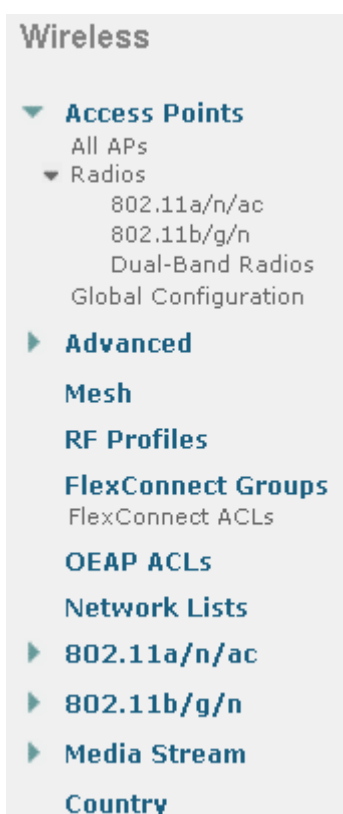 Wireless
Access Points
All APs
Radios
802.11a/n/ac
802.11b/g/n
Dual-Band Radios
Global Configuration
Advanced
Mesh
RF Profiles
FlexConnect Groups
FlexConnect ACLs
OEAP ACLs
Network Lists
802.11a/n/ac
802.11b/g/n
Media Stream
Country